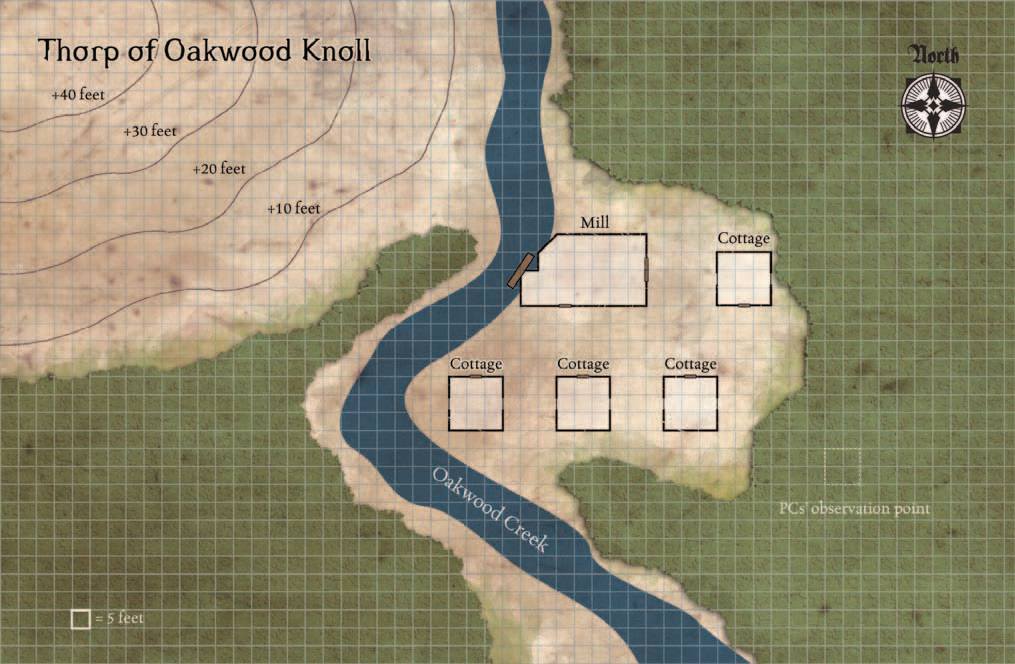 Thorp of Oakwood Knoll
North
+40 feet
+30 feet
+20 feet
+10 feet
Mill
Cottage
Cottage
Cottage
Cottage
Oakwood Creek
PCs' observation point
= 5 feet